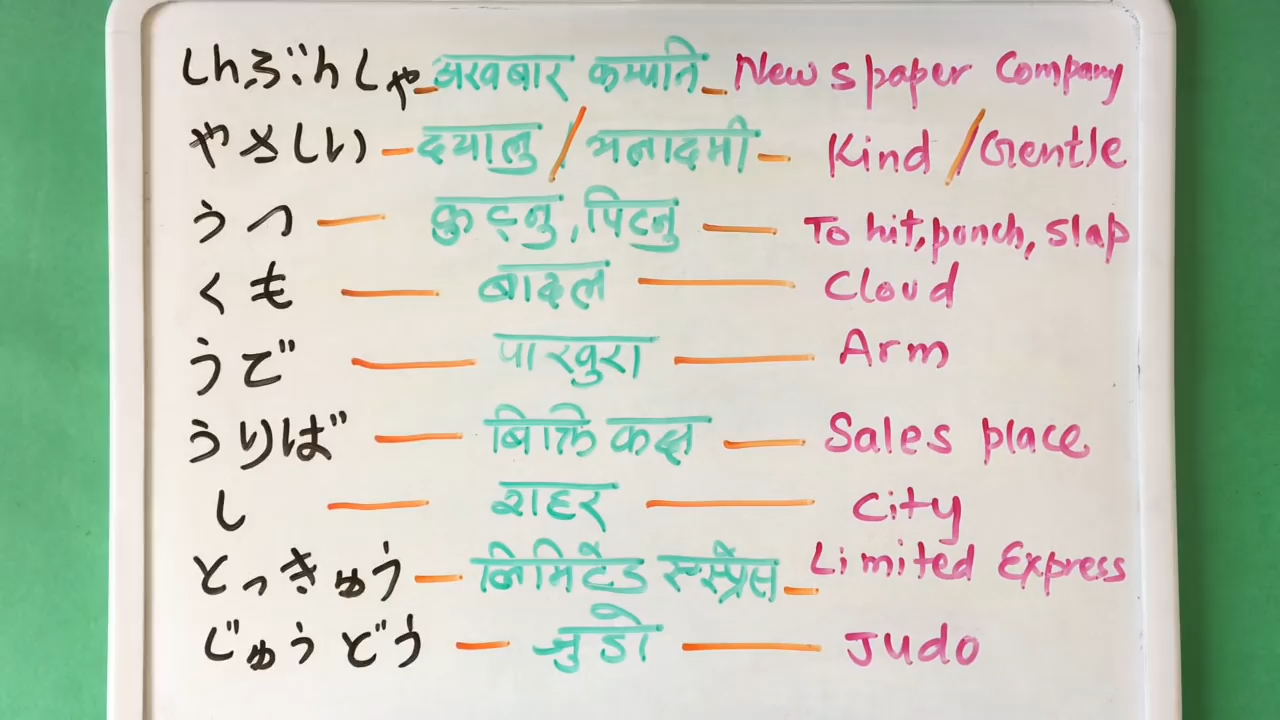 しんぶんしゃ - अखबार कम्पनि - Newspaper Company
やさしい - दयालु / भलादमी - Kind / Gentle
うつ - कुट्नु, पिटनु - To hit, punch, slap
くも - बादल - Cloud
うで - पाखुरा - Arm
うりば - बिक्रि कक्ष - Sales place
し - शहर - City
とっきゅう - लिमिटेड स्प्रेस - Limited Express
じゅうどう - जुडो - Judo